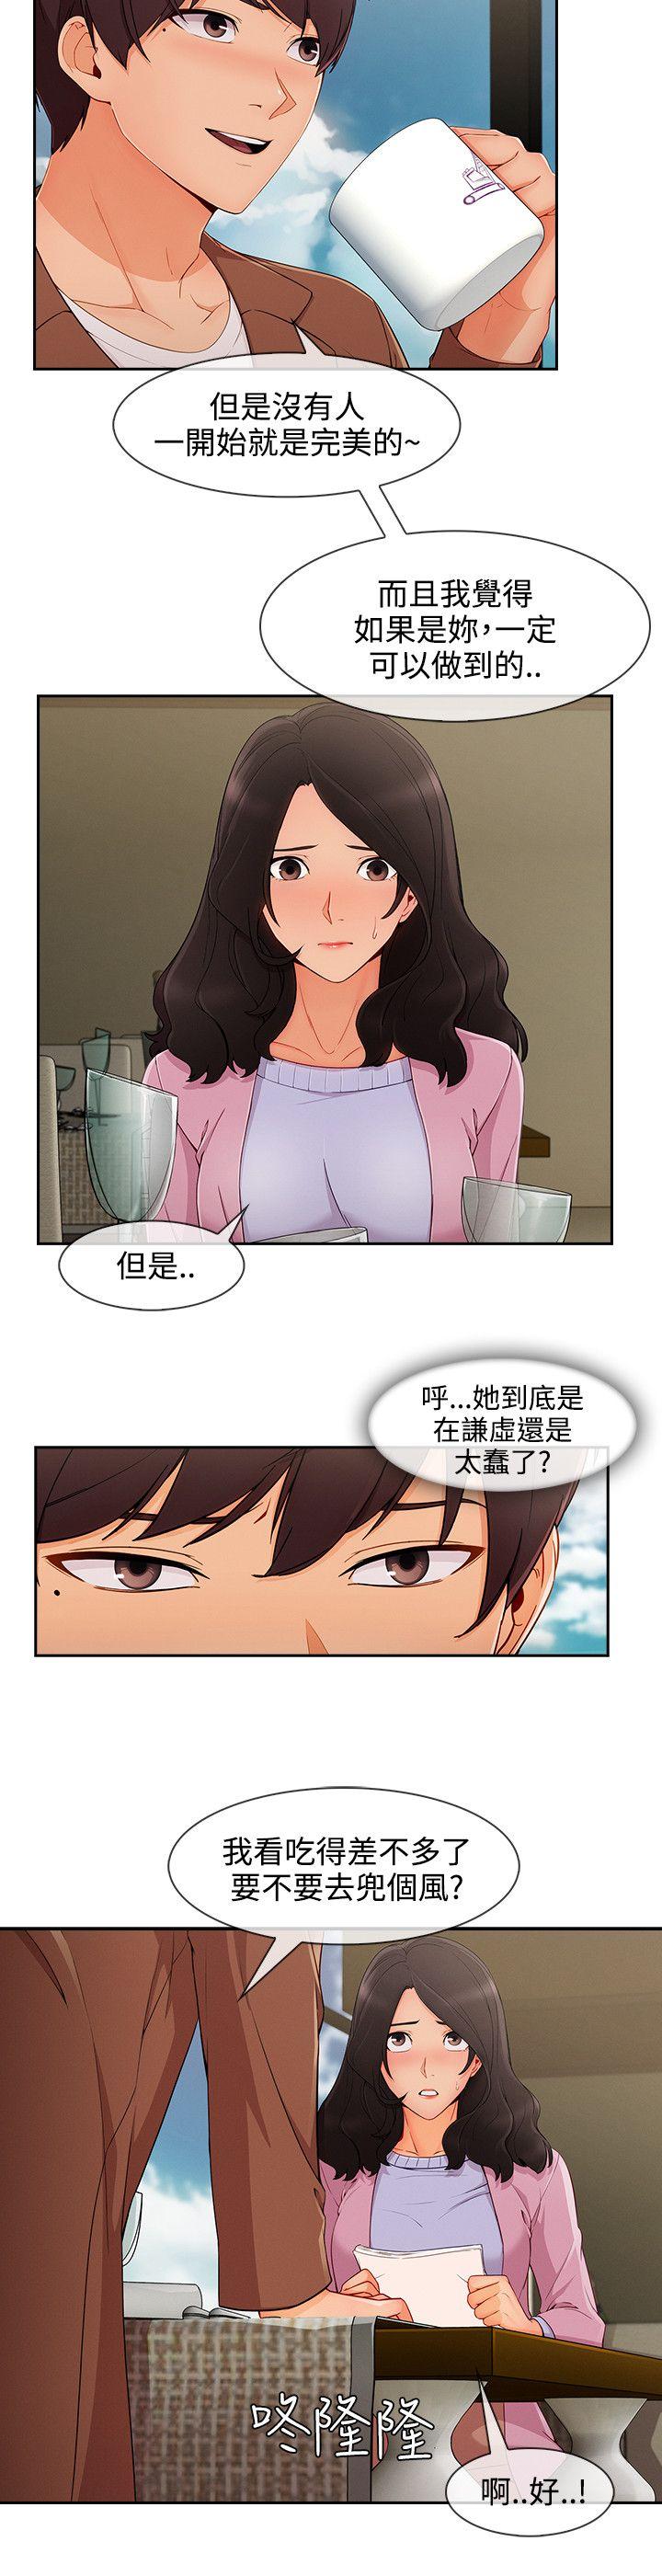 但是沒有人
一開始就是完美的~
而且我覺得
如果是妳,一定
可以做到的..
但是..
呼...她到底是
在謙虛還是
太蠢了?
我看吃得差不多了
要不要去兜個風?
咚隆隆
啊..好..!